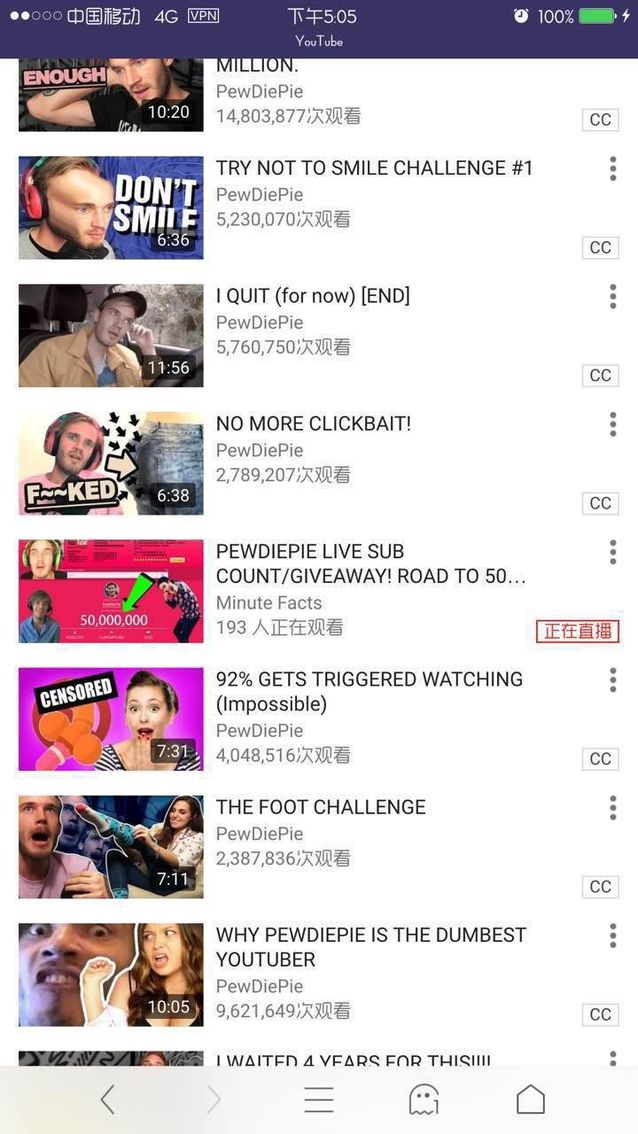 中国移动 4G VPN 下午5:05 100%
YouTube
ENOUGH
10:20
MILLION.
PewDiePie
14,803,877次观看
CC
DON'T
SMILE
6:36
TRY NOT TO SMILE CHALLENGE #1
PewDiePie
5,230,070次观看
CC
11:56
I QUIT (for now) [END]
PewDiePie
5,760,750次观看
CC
F~~KED
6:38
NO MORE CLICKBAIT!
PewDiePie
2,789,207次观看
CC
50,000,000
PEWDIEPIE LIVE SUB
COUNT/GIVEAWAY! ROAD TO 50...
Minute Facts
193 人正在观看
正在直播
CENSORED
7:31
92% GETS TRIGGERED WATCHING
(Impossible)
PewDiePie
4,048,516次观看
CC
7:11
THE FOOT CHALLENGE
PewDiePie
2,387,836次观看
CC
10:05
WHY PEWDIEPIE IS THE DUMBEST
YOUTUBER
PewDiePie
9,621,649次观看
CC
I WAITED 4 YEARS FOR THIS!!!!
1